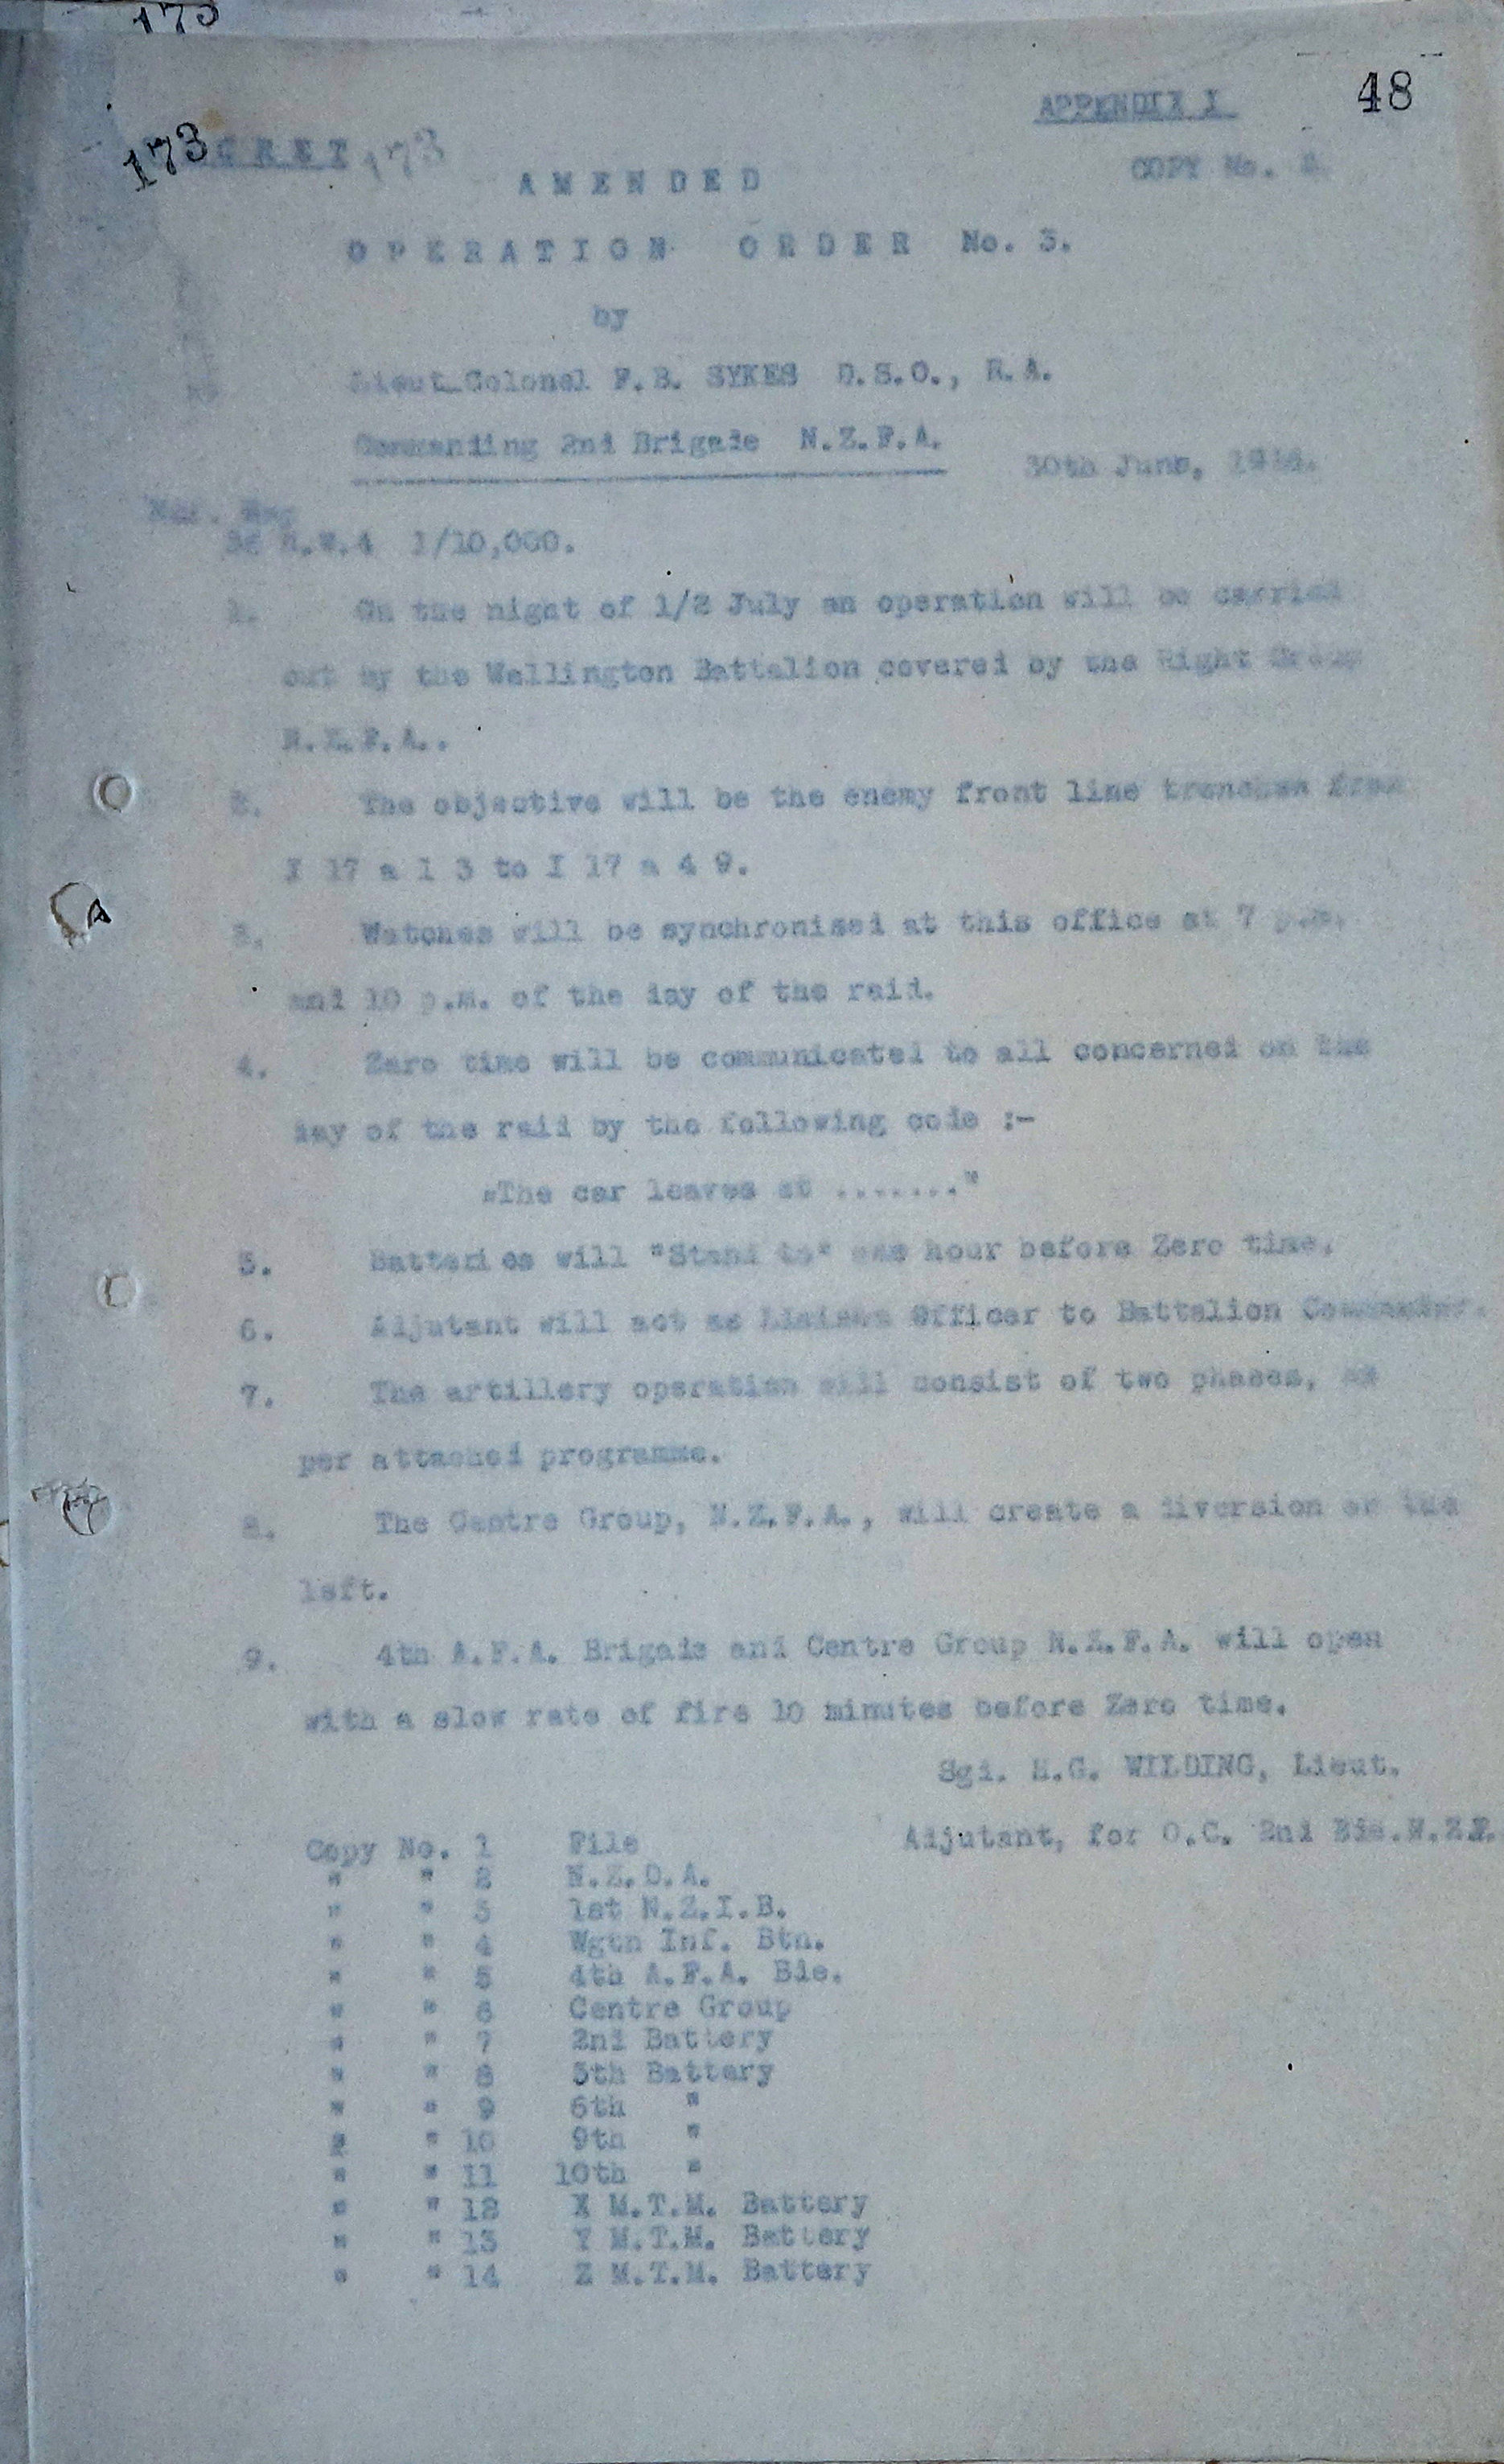 173
APPENDIX I 48
173 CRET 173
COPY No.
AMENDED
OPERATION ORDER No. 3.
by
Lieut_Colonel F.B. SYKES D.S.O., R.A.
Commanding 2nd Brigade N.Z.F.A.
30th June, 1916.
Ref. Map
36 N.W.4 1/10,000.
1. On the night of 1/2 July an operation will be carried
out by the Wellington Battalion covered by the Right Group
N.Z.F.A..
2. The objective will be the enemy front line trenches from
I 17 a 1 3 to I 17 a 4 9.
3. Watches will be synchronised at this office at 7 p.m.
and 10 p.m. of the day of the raid.
4. Zero time will be communicated to all concerned on the
day of the raid by the following code :-
"The car leaves at ........"
5. Batteries will "Stand to" one hour before Zero time.
6. Adjutant will act as Liaison Officer to Battalion Commander.
7. The artillery operation will consist of two phases, as
per attached programme.
8. The Centre Group, N.Z.F.A., will create a diversion on the
left.
9. 4th A.F.A. Brigade and Centre Group N.Z.F.A. will open
with a slow rate of fire 10 minutes before Zero time.
Sgd. H.G. WILDING, Lieut.
Adjutant, for O.C. 2nd Bde.N.Z.F.
Copy No. 1 File
" " 2 N.Z.D.A.
" " 3 1st N.Z.I.B.
" " 4 Wgtn Inf. Btn.
" " 5 4th A.F.A. Bde.
" " 6 Centre Group
" " 7 2nd Battery
" " 8 5th Battery
" " 9 6th "
" " 10 9th "
" " 11 10th "
" " 12 X M.T.M. Battery
" " 13 Y M.T.M. Battery
" " 14 Z M.T.M. Battery